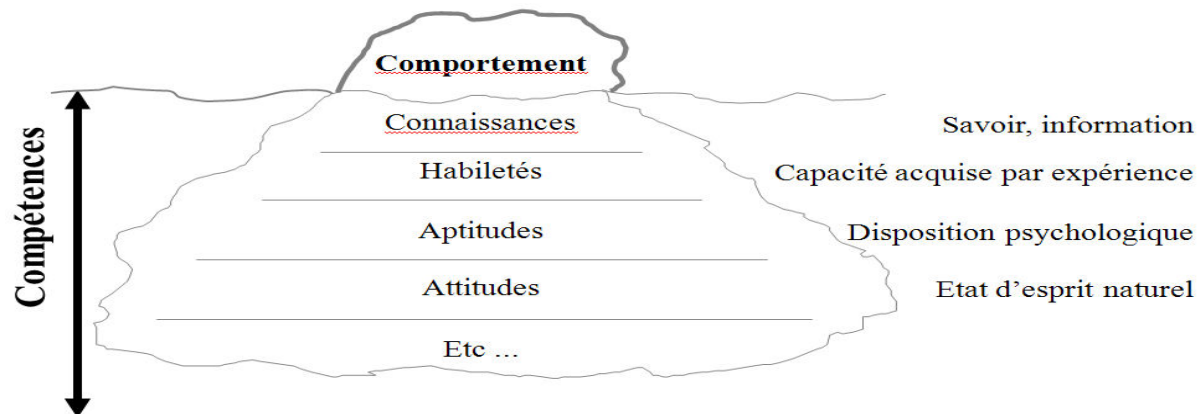 Comportement
Compétences
Connaissances
Savoir, information
Habiletés
Capacité acquise par expérience
Aptitudes
Disposition psychologique
Attitudes
Etat d’esprit naturel
Etc ...